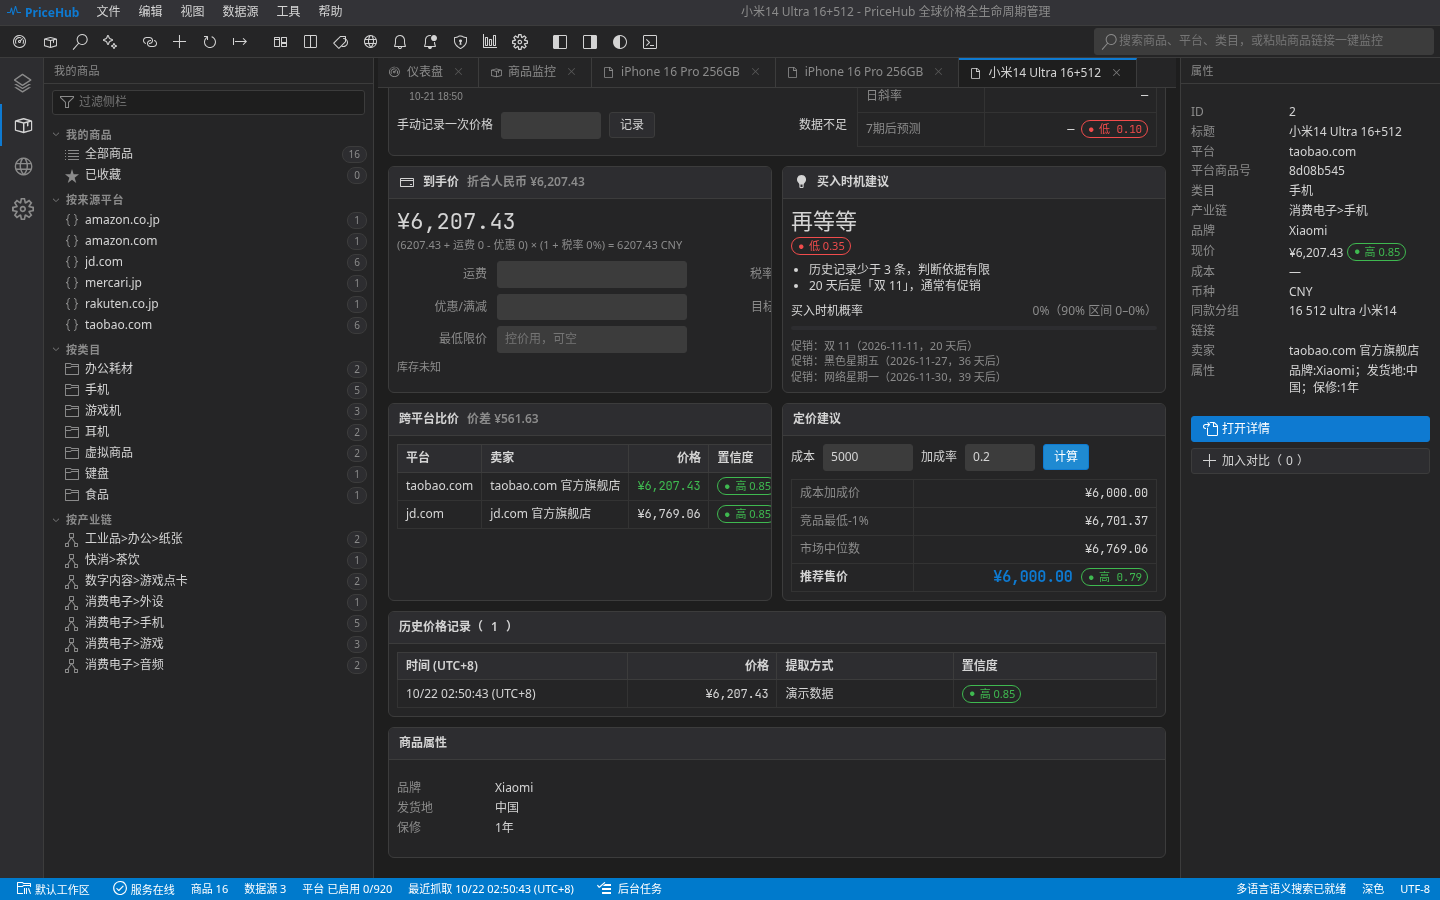 PriceHub 文件 编辑 视图 数据源 工具 帮助 小米14 Ultra 16+512 - PriceHub 全球价格全生命周期管理
搜索商品、平台、类目，或粘贴商品链接一键监控
我的商品
过滤侧栏
我的商品
全部商品 16
已收藏 0
按来源平台
amazon.co.jp 1
amazon.com 1
jd.com 6
mercari.jp 1
rakuten.co.jp 1
taobao.com 6
按类目
办公耗材 2
手机 5
游戏机 3
耳机 2
虚拟商品 2
键盘 1
食品 1
按产业链
工业品>办公>纸张 2
快消>茶饮 1
数字内容>游戏点卡 2
消费电子>外设 1
消费电子>手机 5
消费电子>游戏 3
消费电子>音频 2
仪表盘 商品监控 iPhone 16 Pro 256GB iPhone 16 Pro 256GB 小米14 Ultra 16+512
10-21 18:50
手动记录一次价格 记录 数据不足
日斜率 —
7期后预测 — 低 0.10
到手价 折合人民币 ¥6,207.43
¥6,207.43
(6207.43 + 运费 0 - 优惠 0) × (1 + 税率 0%) = 6207.43 CNY
运费 税率
优惠/满减 目标
最低限价 控价用，可空
库存未知
买入时机建议
再等等
低 0.35
• 历史记录少于 3 条，判断依据有限
• 20 天后是「双 11」，通常有促销
买入时机概率 0%（90% 区间 0–0%）
促销：双 11（2026-11-11，20 天后）
促销：黑色星期五（2026-11-27，36 天后）
促销：网络星期一（2026-11-30，39 天后）
跨平台比价 价差 ¥561.63
平台 卖家 价格 置信度
taobao.com taobao.com 官方旗舰店 ¥6,207.43 高 0.85
jd.com jd.com 官方旗舰店 ¥6,769.06 高 0.85
定价建议
成本 5000 加成率 0.2 计算
成本加成价 ¥6,000.00
竞品最低-1% ¥6,701.37
市场中位数 ¥6,769.06
推荐售价 ¥6,000.00 高 0.79
历史价格记录（ 1 ）
时间 (UTC+8) 价格 提取方式 置信度
10/22 02:50:43 (UTC+8) ¥6,207.43 演示数据 高 0.85
商品属性
品牌 Xiaomi
发货地 中国
保修 1年
属性
ID 2
标题 小米14 Ultra 16+512
平台 taobao.com
平台商品号 8d08b545
类目 手机
产业链 消费电子>手机
品牌 Xiaomi
现价 ¥6,207.43 高 0.85
成本 —
币种 CNY
同款分组 16 512 ultra 小米14
链接
卖家 taobao.com 官方旗舰店
属性 品牌:Xiaomi；发货地:中
国；保修:1年
打开详情
加入对比（ 0 ）
默认工作区 服务在线 商品 16 数据源 3 平台 已启用 0/920 最近抓取 10/22 02:50:43 (UTC+8) 后台任务 多语言语义搜索已就绪 深色 UTF-8